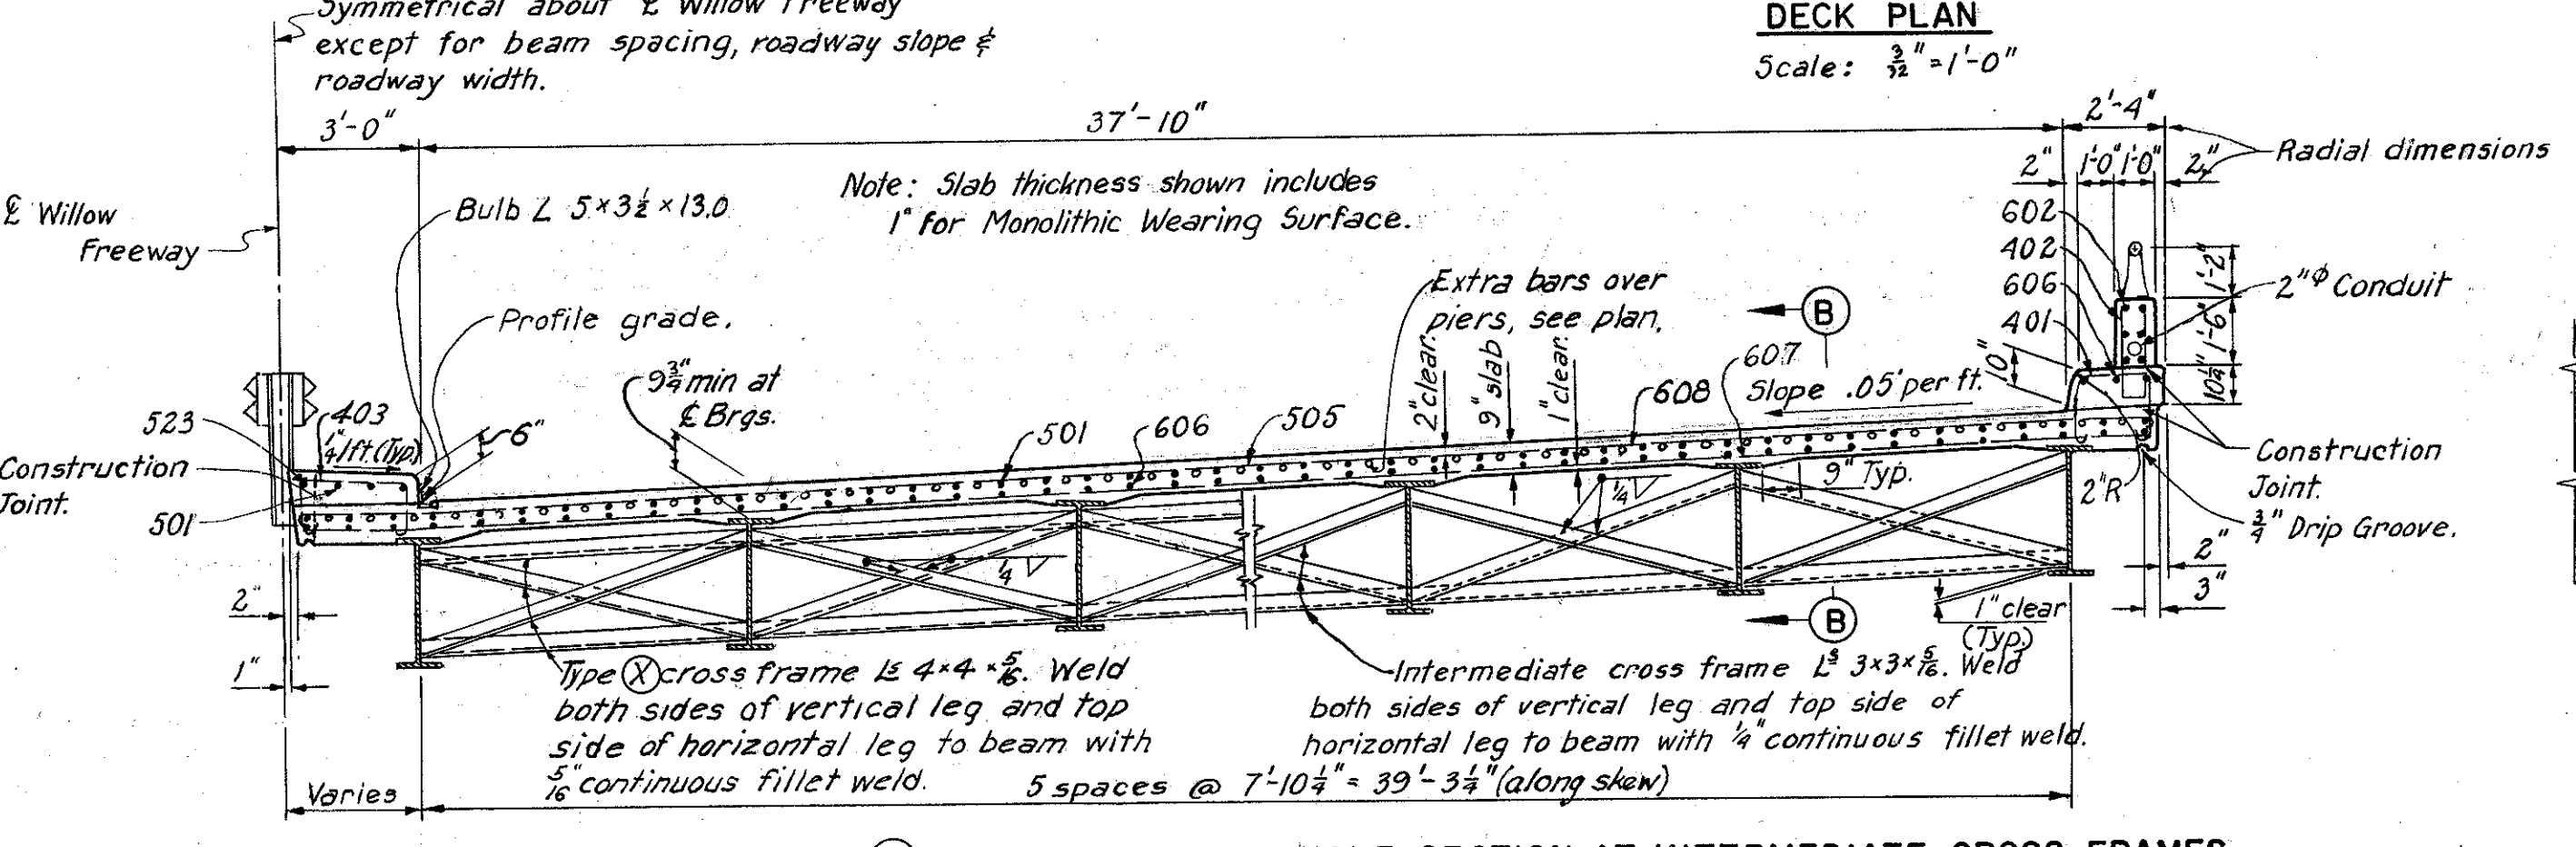 Symmetrical about ℄ Willow Freeway
except for beam spacing, roadway slope &
roadway width.
DECK PLAN
Scale: 3/32" = 1'-0"
3'-0"
37'-10"
2'-4"
Radial dimensions
2"
1'-0"
1'-0"
2"
℄ Willow
Freeway
Bulb L 5 × 3½ × 13.0
Note: Slab thickness shown includes
1" for Monolithic Wearing Surface.
602
402
606
401
1'-2"
1'-6"
10¼"
2"ϕ Conduit
Profile grade.
Extra bars over
piers, see plan.
B
9¾" min at
℄ Brgs.
2" clear.
9" slab
1" clear.
607
Slope .05' per ft.
608
523
403
¼"/ft.(Typ.)
6"
501
606
505
Construction
Joint.
501
9" Typ.
¼
¼
2"R
Construction
Joint.
¾" Drip Groove.
2"
3"
2"
1"
1" clear
(Typ.)
B
Type X cross frame Ls 4×4×5/16. Weld
both sides of vertical leg and top
side of horizontal leg to beam with
5/16" continuous fillet weld.
Intermediate cross frame Ls 3×3×5/16. Weld
both sides of vertical leg and top side of
horizontal leg to beam with ¼" continuous fillet weld.
Varies
5 spaces @ 7'-10¼" = 39'-3¼" (along skew)
SECTION AT INTERMEDIATE CROSS FRAMES